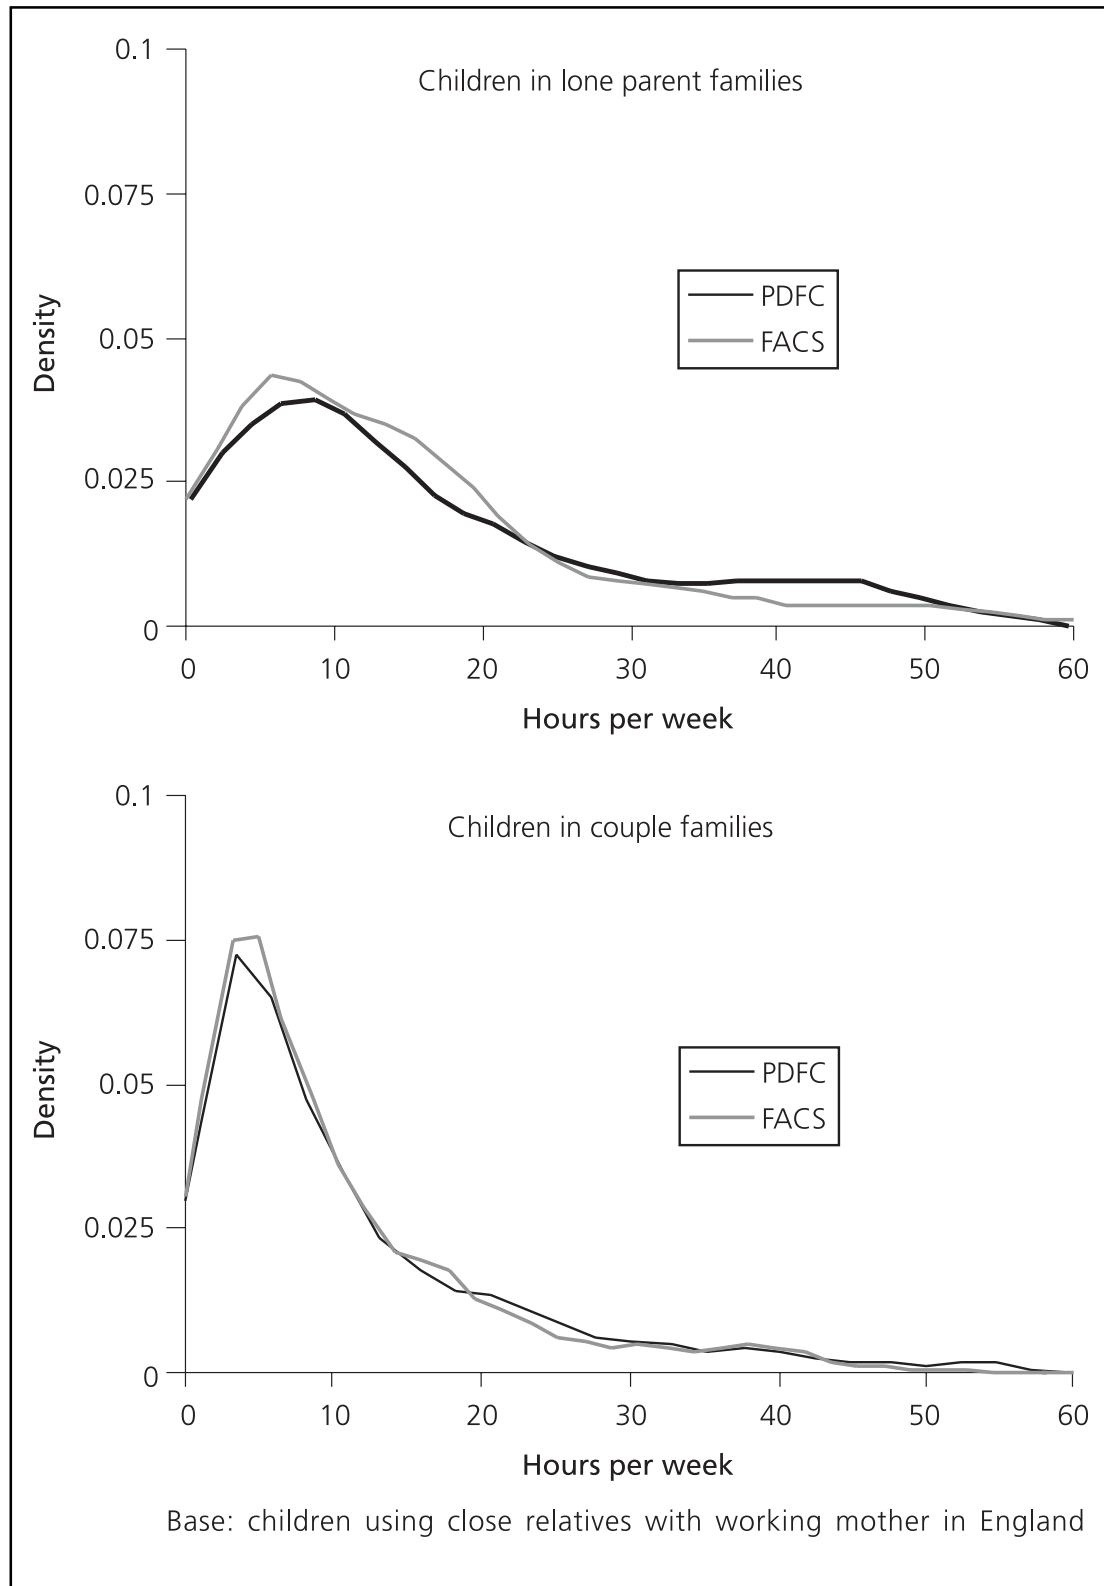 Children in lone parent families
0.1
0.075
0.05
0.025
0
Density
PDFC
FACS
0 10 20 30 40 50 60
Hours per week
Children in couple families
0.1
0.075
0.05
0.025
0
Density
PDFC
FACS
0 10 20 30 40 50 60
Hours per week
Base: children using close relatives with working mother in England